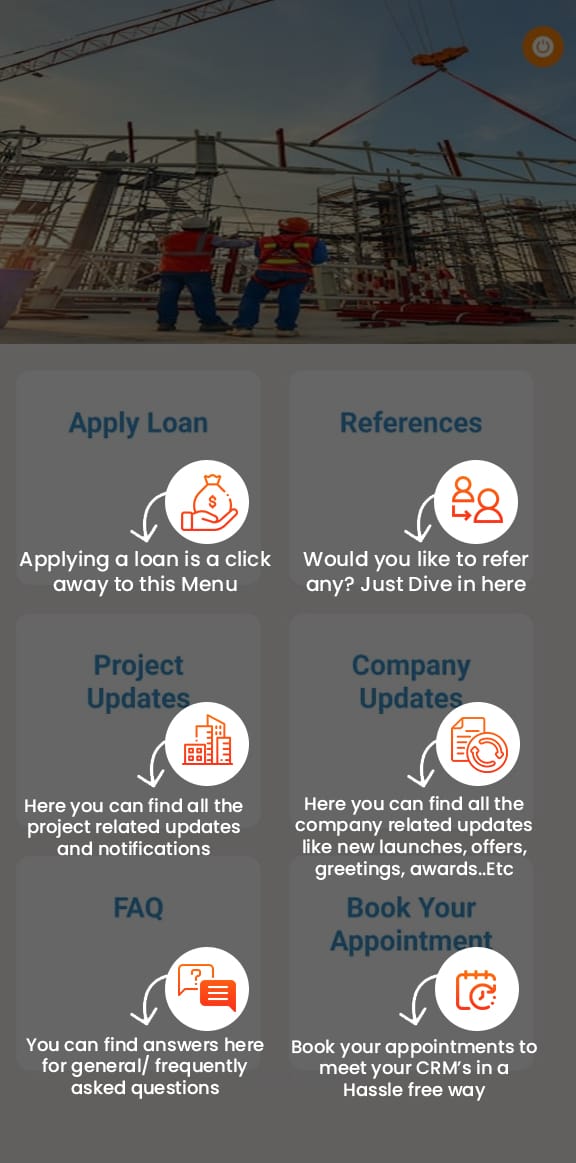 Apply Loan
References
Applying a loan is a click
away to this Menu
Would you like to refer
any? Just Dive in here
Project
Updates
Company
Updates
Here you can find all the
project related updates
and notifications
Here you can find all the
company related updates
like new launches, offers,
greetings, awards..Etc
FAQ
Book Your
Appointment
You can find answers here
for general/ frequently
asked questions
Book your appointments to
meet your CRM's in a
Hassle free way